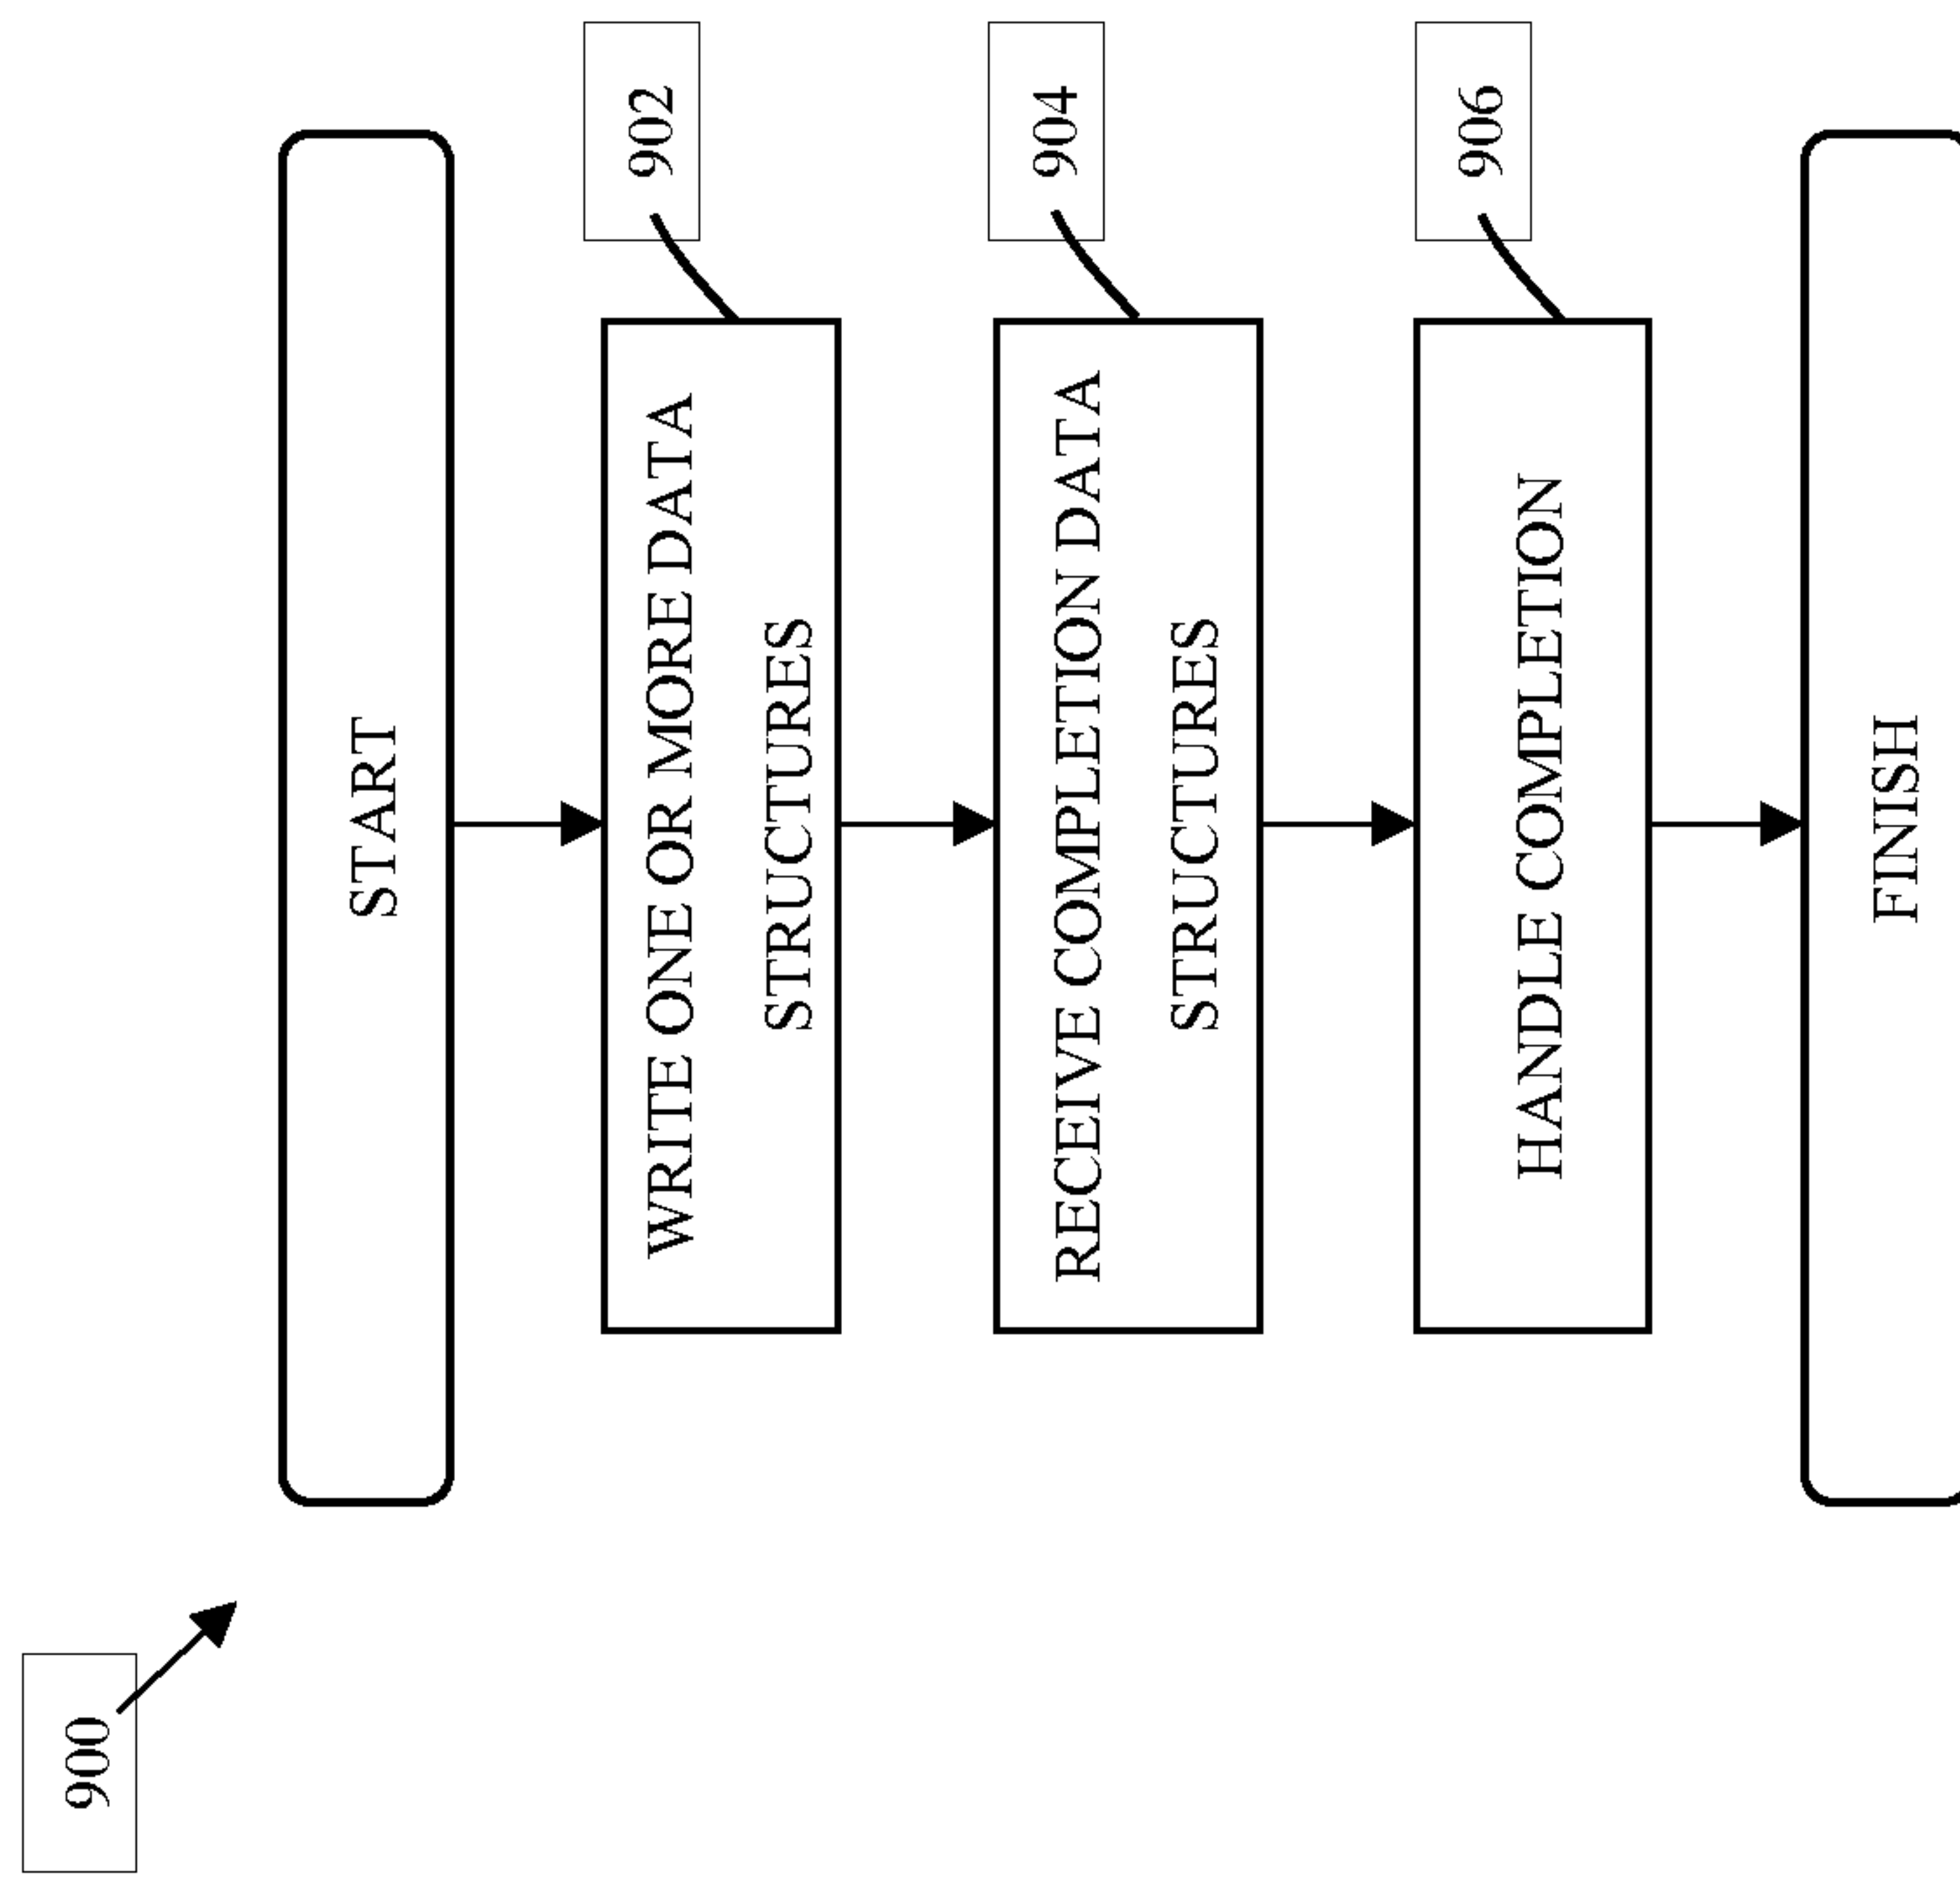 900
START
WRITE ONE OR MORE DATA
STRUCTURES
902
RECEIVE COMPLETION DATA
STRUCTURES
904
HANDLE COMPLETION
906
FINISH